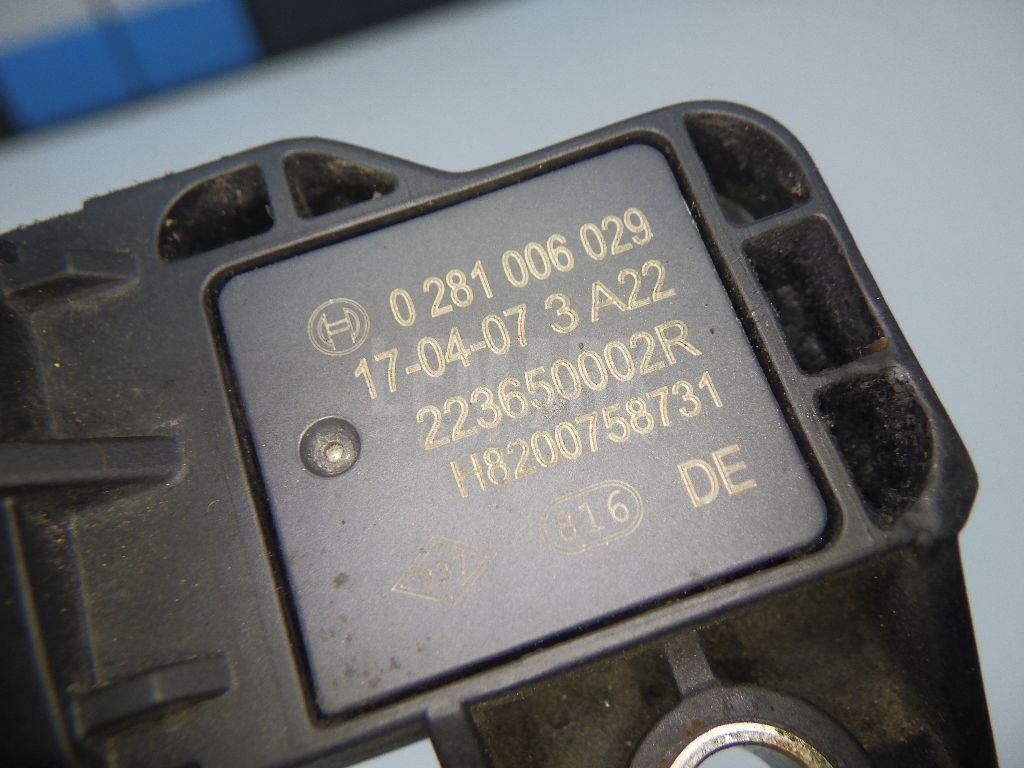 0 281 006 029
17-04-07 3 A22
223650002R
H8200758731
816 DE